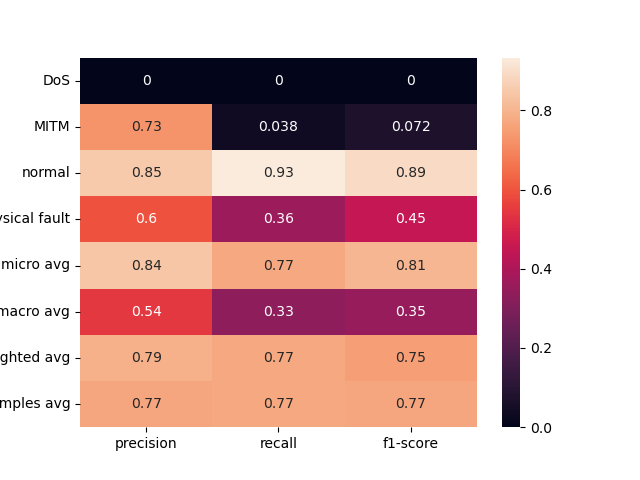 DoS 0 0 0
MITM 0.73 0.038 0.072
normal 0.85 0.93 0.89
ysical fault 0.6 0.36 0.45
micro avg 0.84 0.77 0.81
macro avg 0.54 0.33 0.35
ghted avg 0.79 0.77 0.75
mples avg 0.77 0.77 0.77
precision recall f1-score
0.8
0.6
0.4
0.2
0.0